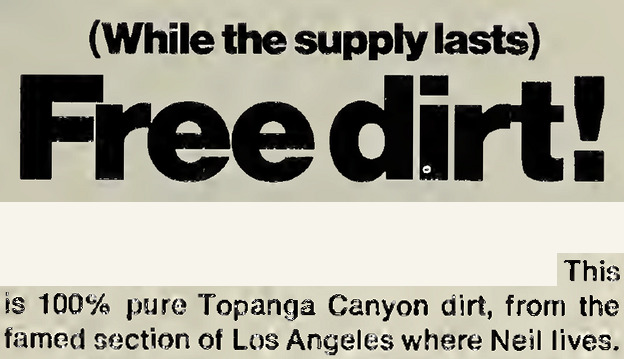 (While the supply lasts)
Free dirt!
This
is 100% pure Topanga Canyon dirt, from the
famed section of Los Angeles where Neil lives.